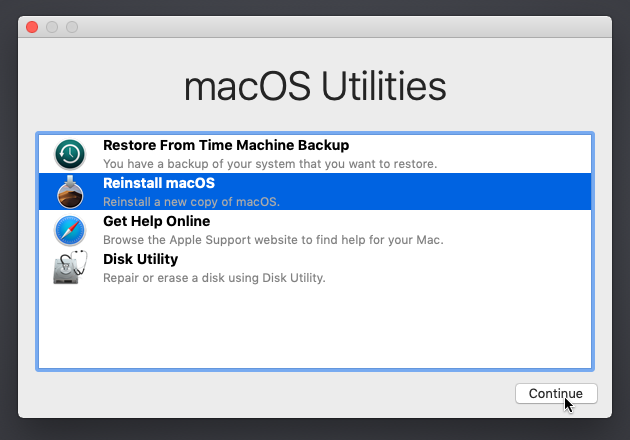 macOS Utilities
Restore From Time Machine Backup
You have a backup of your system that you want to restore.
Reinstall macOS
Reinstall a new copy of macOS.
Get Help Online
Browse the Apple Support website to find help for your Mac.
Disk Utility
Repair or erase a disk using Disk Utility.
Continue